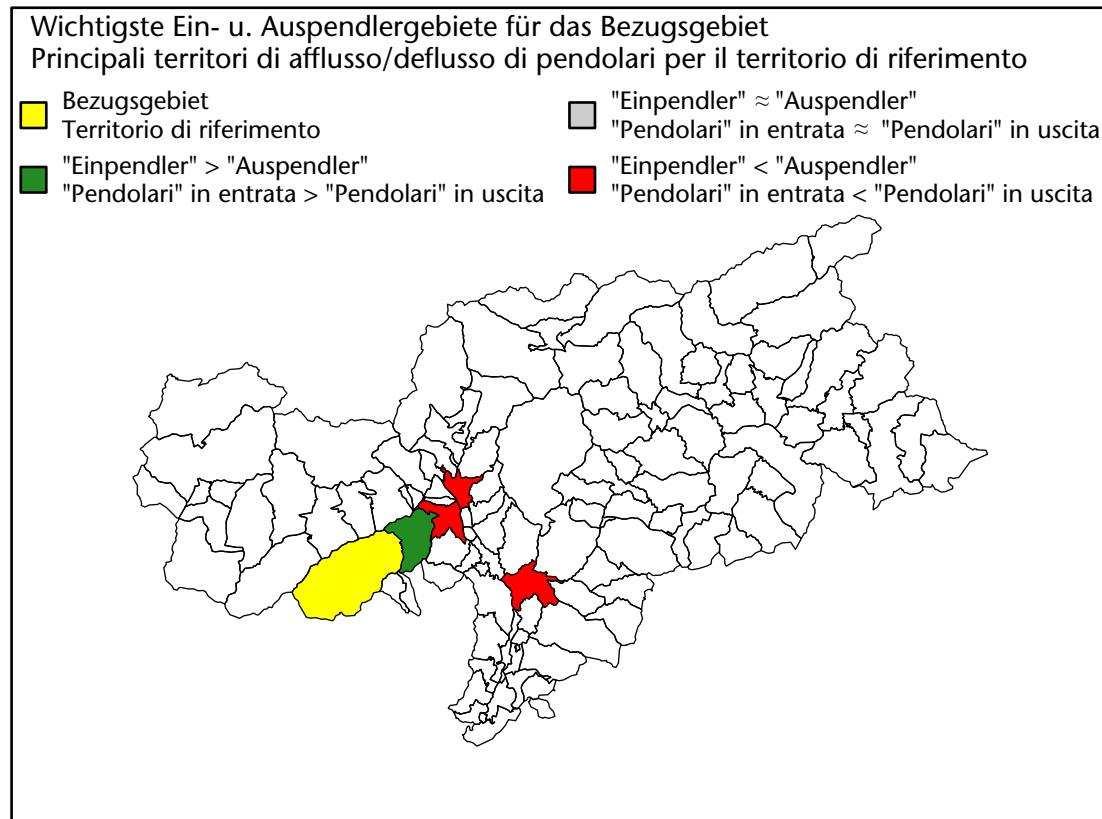 Wichtigste Ein- u. Auspendlergebiete für das Bezugsgebiet
Principali territori di afflusso/deflusso di pendolari per il territorio di riferimento
Bezugsgebiet
Territorio di riferimento
"Einpendler" > "Auspendler"
"Pendolari" in entrata > "Pendolari" in uscita
"Einpendler" ≈ "Auspendler"
"Pendolari" in entrata ≈ "Pendolari" in uscita
"Einpendler" < "Auspendler"
"Pendolari" in entrata < "Pendolari" in uscita